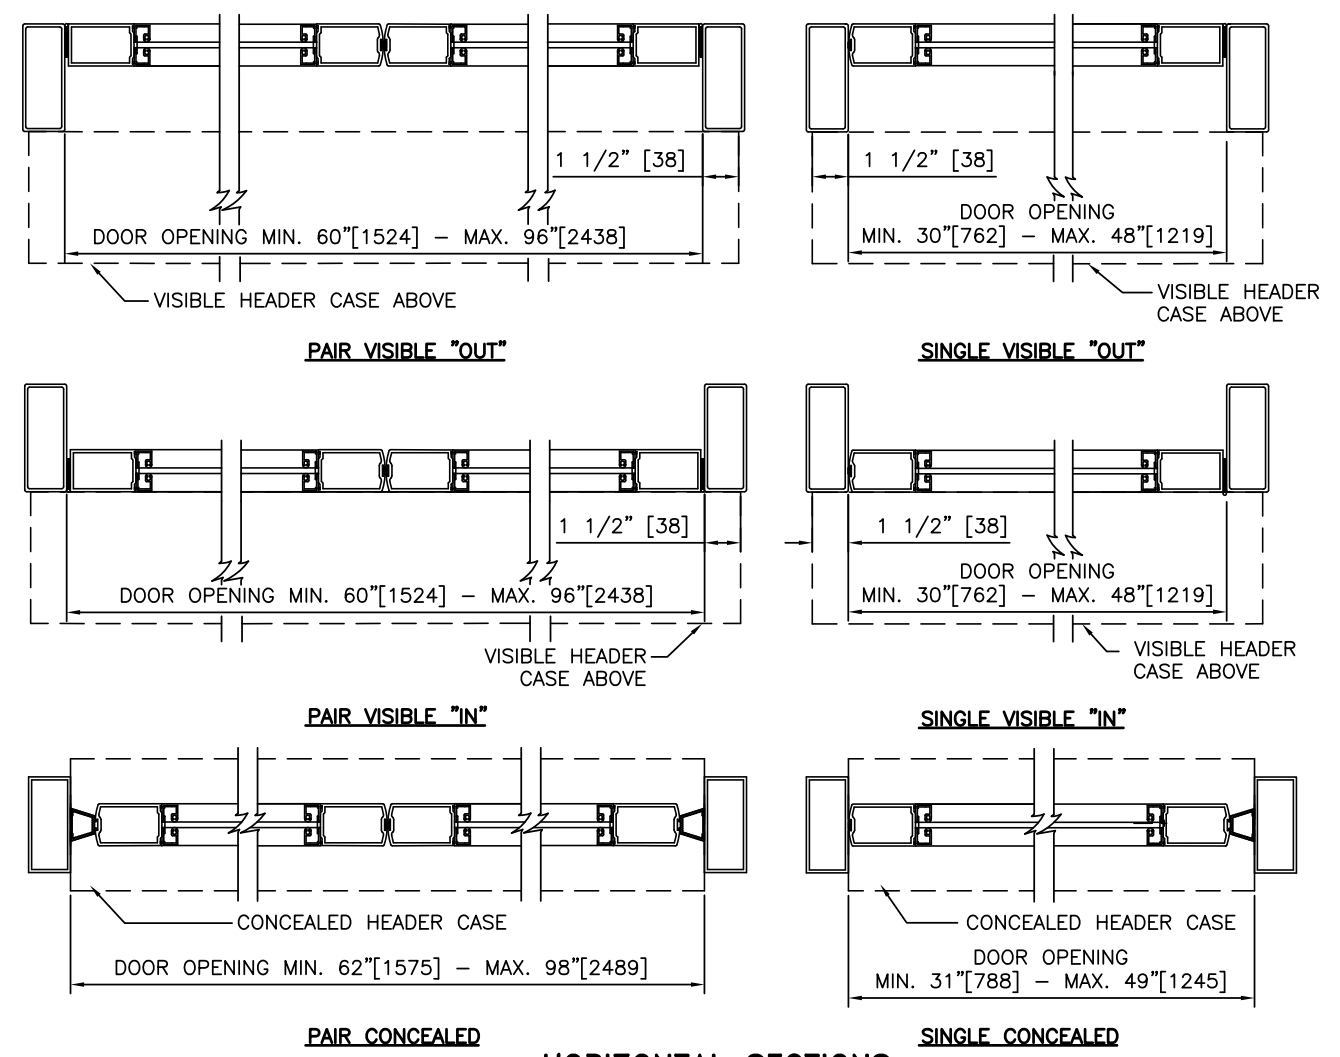 1 1/2” [38]
DOOR OPENING MIN. 60”[1524] – MAX. 96”[2438]
VISIBLE HEADER CASE ABOVE
PAIR VISIBLE ”OUT”
1 1/2” [38]
DOOR OPENING
MIN. 30”[762] – MAX. 48”[1219]
VISIBLE HEADER
CASE ABOVE
SINGLE VISIBLE ”OUT”
1 1/2” [38]
DOOR OPENING MIN. 60”[1524] – MAX. 96”[2438]
VISIBLE HEADER
CASE ABOVE
PAIR VISIBLE ”IN”
1 1/2” [38]
DOOR OPENING
MIN. 30”[762] – MAX. 48”[1219]
VISIBLE HEADER
CASE ABOVE
SINGLE VISIBLE ”IN”
CONCEALED HEADER CASE
DOOR OPENING MIN. 62”[1575] – MAX. 98”[2489]
PAIR CONCEALED
CONCEALED HEADER CASE
DOOR OPENING
MIN. 31”[788] – MAX. 49”[1245]
SINGLE CONCEALED
HORIZONTAL SECTIONS